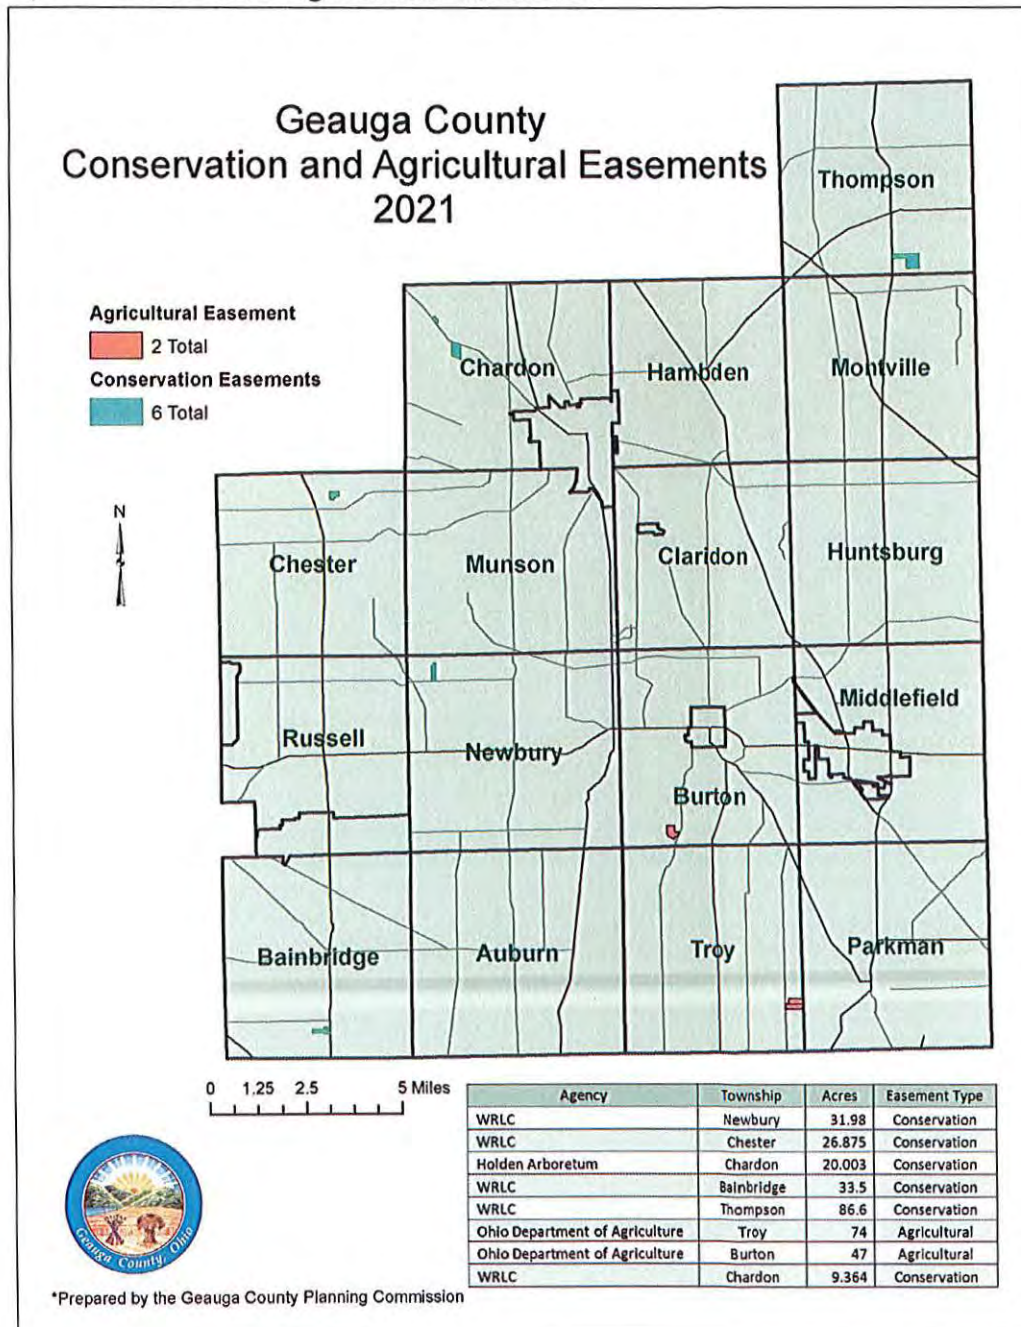 Geauga County
Conservation and Agricultural Easements
2021
Thompson
Agricultural Easement
2 Total
Conservation Easements
6 Total
Chardon
Hambden
Montville
N
Chester
Munson
Claridon
Huntsburg
Middlefield
Russell
Newbury
Burton
Bainbridge
Auburn
Troy
Parkman
0 1.25 2.5 5 Miles
Agency Township Acres Easement Type
WRLC Newbury 31.98 Conservation
WRLC Chester 26.875 Conservation
Holden Arboretum Chardon 20.003 Conservation
WRLC Bainbridge 33.5 Conservation
WRLC Thompson 86.6 Conservation
Ohio Department of Agriculture Troy 74 Agricultural
Ohio Department of Agriculture Burton 47 Agricultural
WRLC Chardon 9.364 Conservation
Geauga County, Ohio
*Prepared by the Geauga County Planning Commission